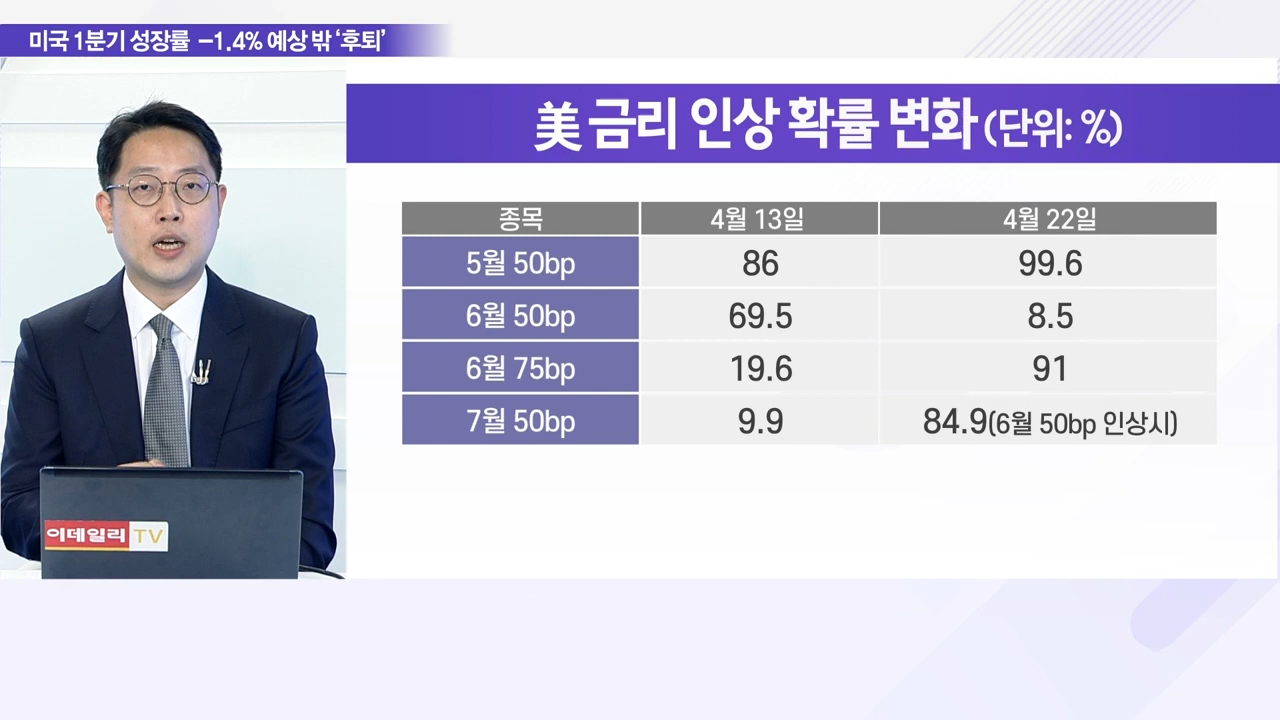 미국 1분기 성장률 -1.4% 예상 밖 '후퇴'
美 금리 인상 확률 변화 (단위: %)
종목 4월 13일 4월 22일
5월 50bp 86 99.6
6월 50bp 69.5 8.5
6월 75bp 19.6 91
7월 50bp 9.9 84.9(6월 50bp 인상시)
이데일리 TV